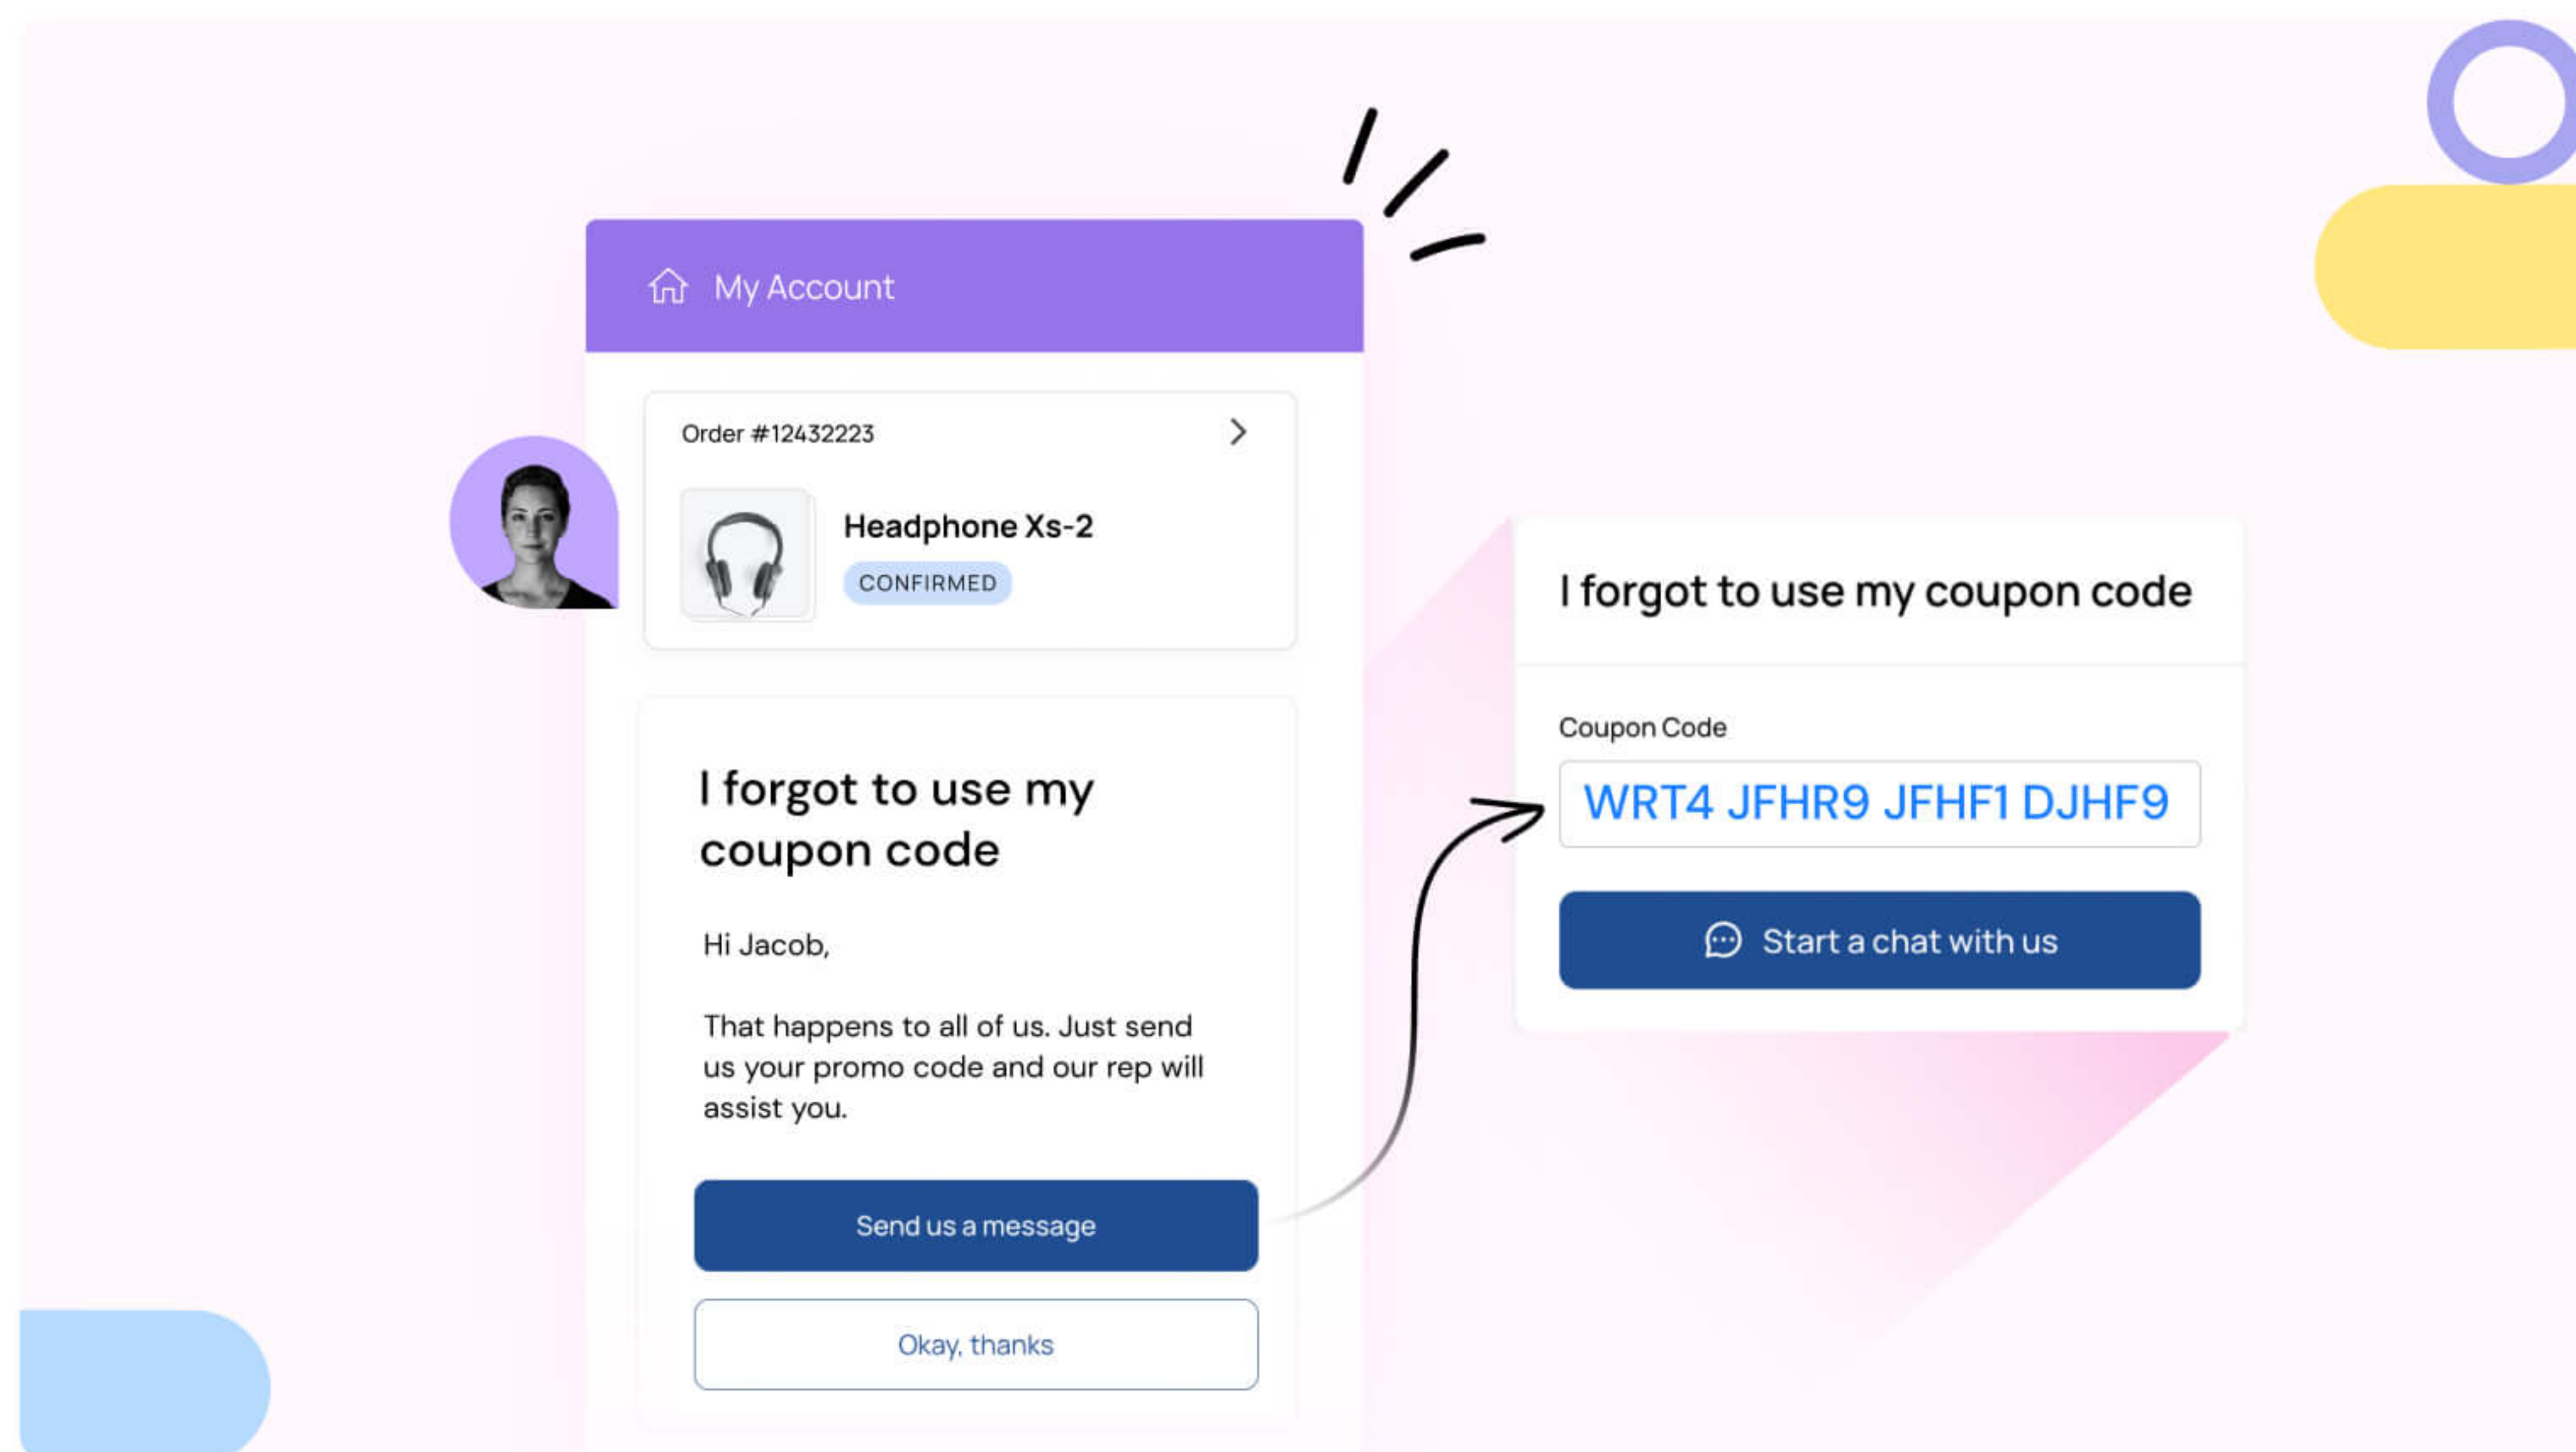 My Account
Order #12432223
Headphone Xs-2
CONFIRMED
I forgot to use my
coupon code
Hi Jacob,
That happens to all of us. Just send
us your promo code and our rep will
assist you.
Send us a message
Okay, thanks
I forgot to use my coupon code
Coupon Code
WRT4 JFHR9 JFHF1 DJHF9
Start a chat with us